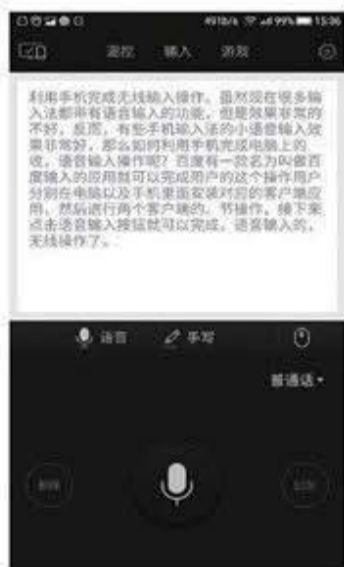 491B/s 99% 15:36
遥控 输入 游戏
利用手机完成无线输入操作。虽然现在很多输
入法都带有语音输入的功能，但是效果非常的
不好，反而，有些手机输入法的小语音输入效
果非常好，那么如何利用手机完成电脑上的
收，语音输入操作呢？百度有一款名为叫做百
度输入的应用就可以完成用户的这个操作用户
分别在电脑以及手机里面安装对应的客户端应
用，然后进行两个客户端的，节操作，接下来
点击语音输入按钮就可以完成，语音输入的，
无线操作了。
语音 手写
普通话